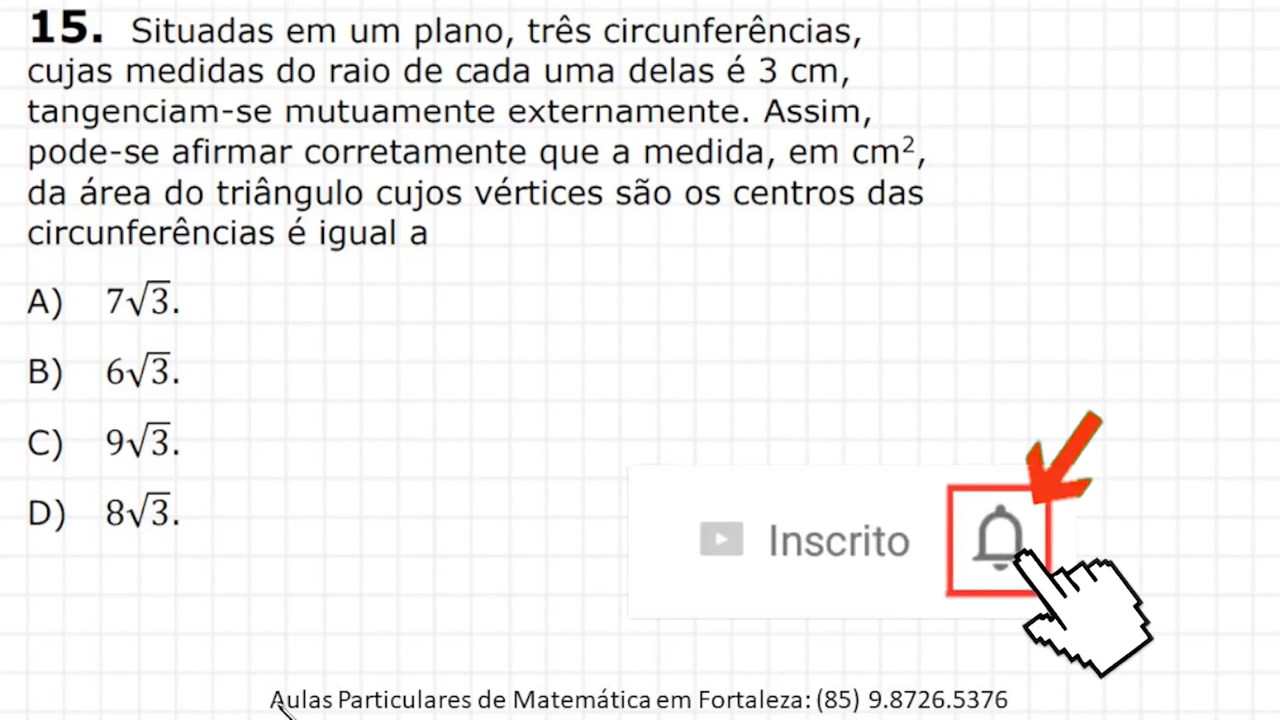 15. Situadas em um plano, três circunferências,
cujas medidas do raio de cada uma delas é 3 cm,
tangenciam-se mutuamente externamente. Assim,
pode-se afirmar corretamente que a medida, em cm²,
da área do triângulo cujos vértices são os centros das
circunferências é igual a
A) 7√3.
B) 6√3.
C) 9√3.
D) 8√3.
Inscrito
Aulas Particulares de Matemática em Fortaleza: (85) 9.8726.5376